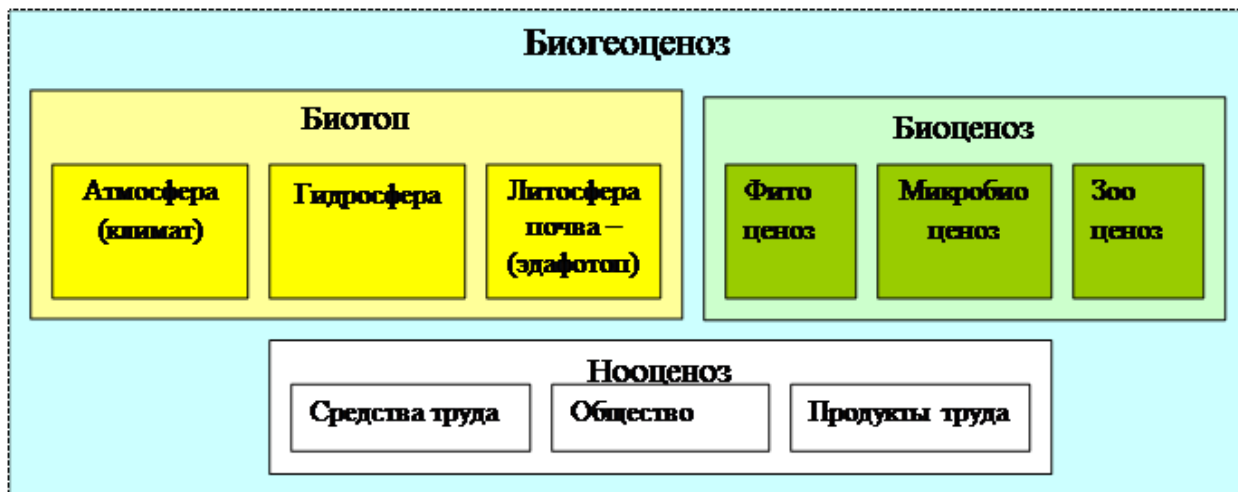 Биогеоценоз
Биотоп
Атмосфера
(климат)
Гидросфера
Литосфера
почва –
(эдафотоп)
Биоценоз
Фито
ценоз
Микробио
ценоз
Зоо
ценоз
Нооценоз
Средства труда
Общество
Продукты труда